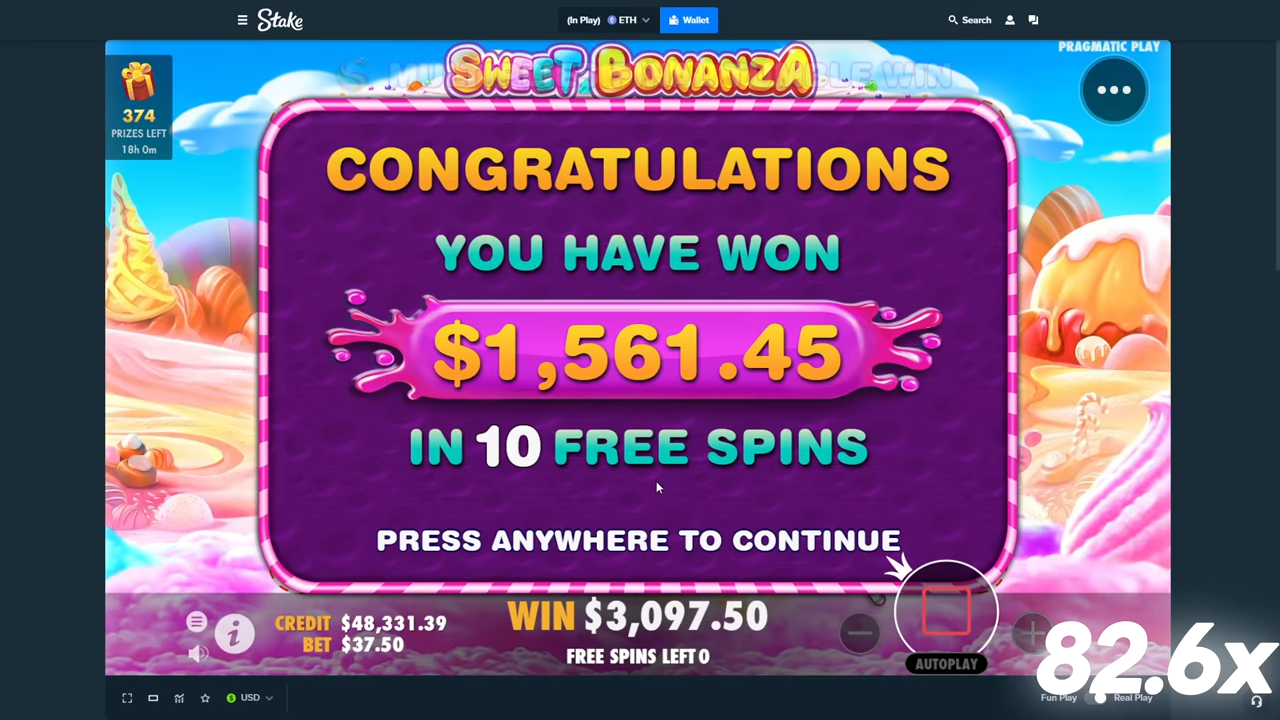 Stake
(In Play) ETH
Wallet
Search
PRAGMATIC PLAY
SWEET BONANZA
374
PRIZES LEFT
18h 0m
CONGRATULATIONS
YOU HAVE WON
$1,561.45
IN 10 FREE SPINS
PRESS ANYWHERE TO CONTINUE
CREDIT $48,331.39
BET $37.50
WIN $3,097.50
FREE SPINS LEFT 0
AUTOPLAY
82.6x
USD
Fun Play
Real Play